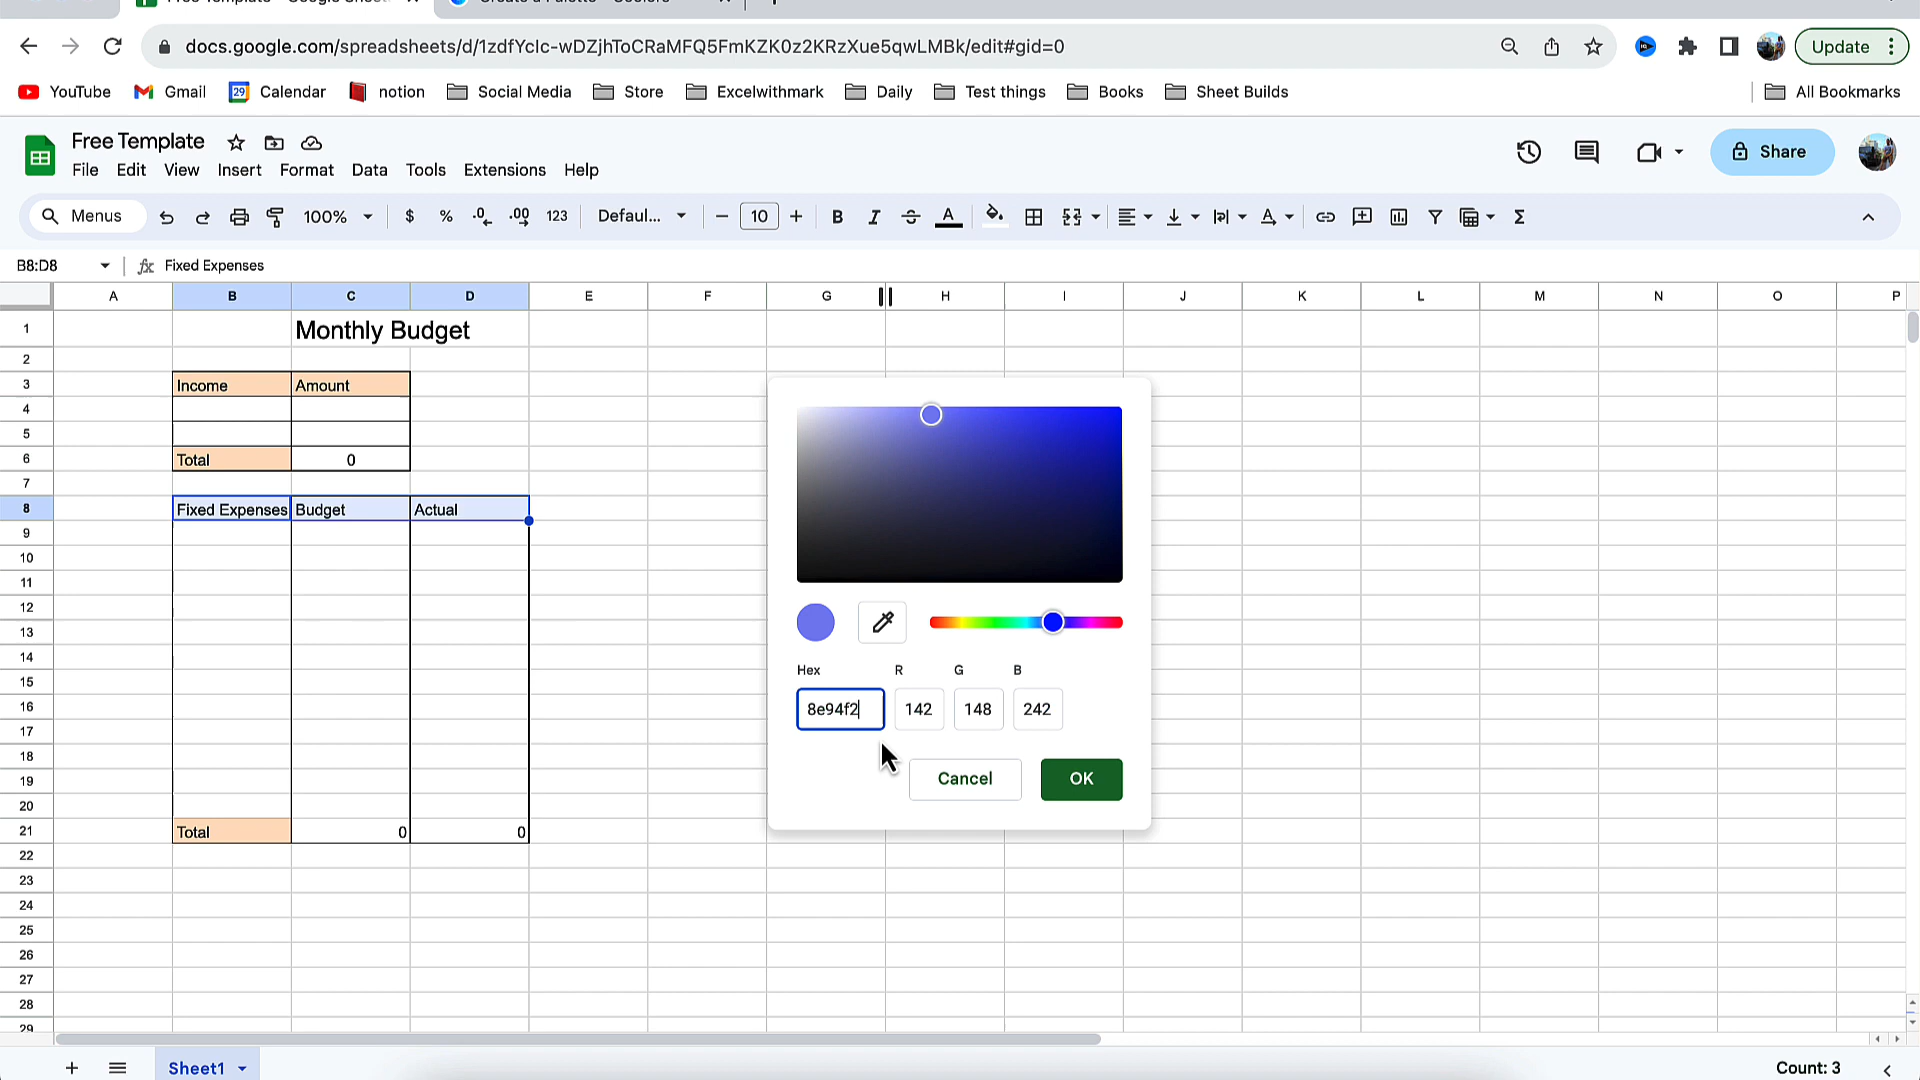 docs.google.com/spreadsheets/d/1zdfYcIc-wDZjhToCRaMFQ5FmKZK0z2KRzXue5qwLMBk/edit#gid=0
Update
YouTube Gmail Calendar notion Social Media Store Excelwithmark Daily Test things Books Sheet Builds All Bookmarks
Free Template
File Edit View Insert Format Data Tools Extensions Help
Share
Menus 100% $ % .0 .00 123 Defaul... 10 B I A
B8:D8 fx Fixed Expenses
A B C D E F G H I J K L M N O P
1 Monthly Budget
2
3 Income Amount
4
5
6 Total 0
7
8 Fixed Expenses Budget Actual
9
10
11
12
13
14
15
16
17
18
19
20
21 Total 0 0
22
23
24
25
26
27
28
29
Hex R G B
8e94f2 142 148 242
Cancel OK
Sheet1 Count: 3